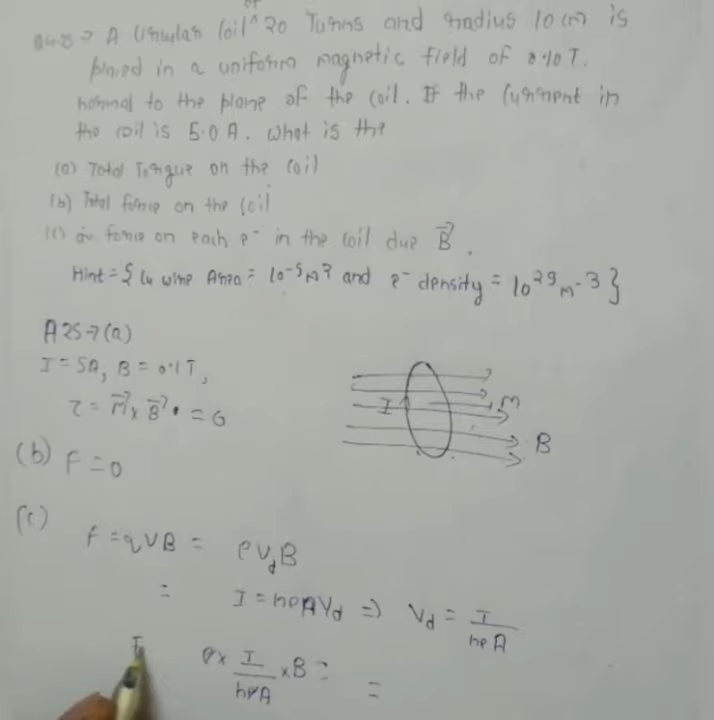 of
Q4.25 → A Circular Coil ^ 20 Turns and radius 10 cm is
placed in a uniform magnetic field of 0.10 T.
normal to the plane of the coil. If the Current in
the coil is 5.0 A. what is the
(a) Total Torque on the coil
(b) Total force on the coil
(c) av force on each e⁻ in the coil due B⃗.
Hint = { Cu wire Area = 10⁻⁵ m² and e⁻ density = 10²⁹ m⁻³ }
A25 → (a)
I = 5A, B = 0.1T,
τ = M⃗ × B⃗ = 0
I M
B
(b) F = 0
(c)
F = qVB = eV_dB
= I = neAV_d ⇒ V_d = I / neA
e × I / neA × B =
=